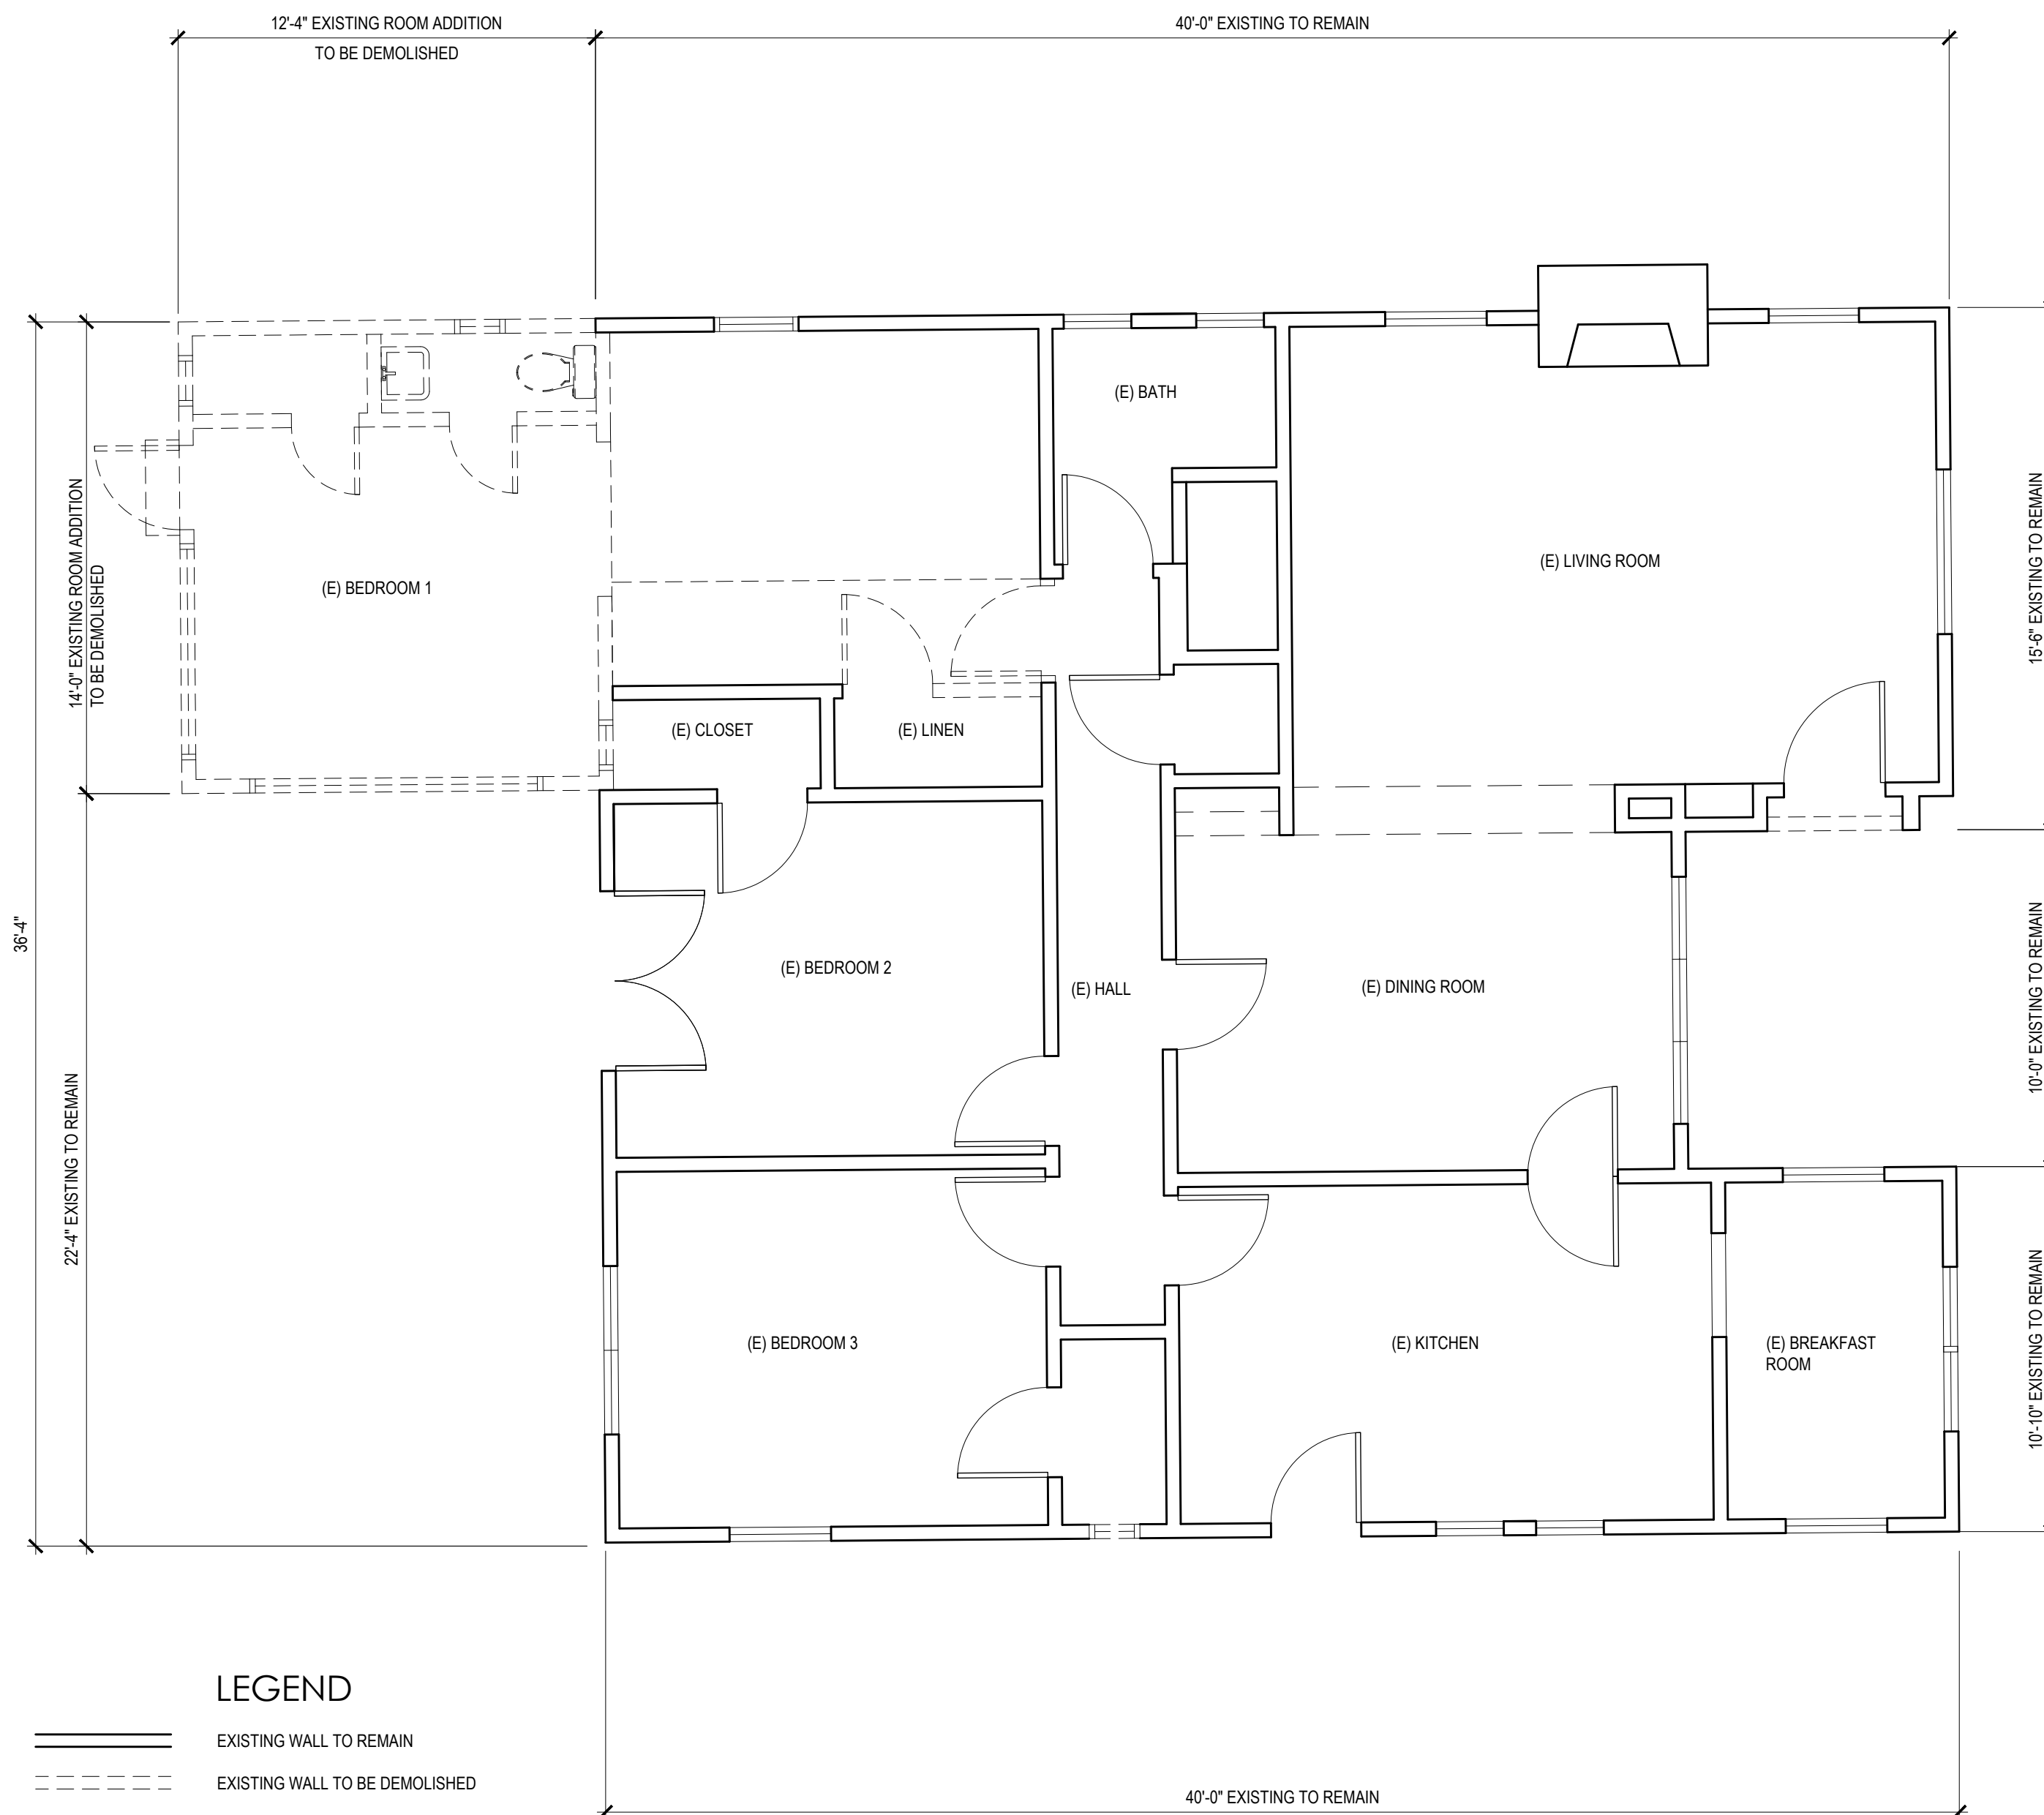 12'-4" EXISTING ROOM ADDITION
TO BE DEMOLISHED
40'-0" EXISTING TO REMAIN
(E) BATH
14'-0" EXISTING ROOM ADDITION
TO BE DEMOLISHED
(E) BEDROOM 1
(E) LIVING ROOM
15'-6" EXISTING TO REMAIN
(E) CLOSET
(E) LINEN
36'-4"
(E) BEDROOM 2
(E) HALL
(E) DINING ROOM
10'-0" EXISTING TO REMAIN
22'-4" EXISTING TO REMAIN
(E) BEDROOM 3
(E) KITCHEN
(E) BREAKFAST
ROOM
10'-10" EXISTING TO REMAIN
LEGEND
EXISTING WALL TO REMAIN
EXISTING WALL TO BE DEMOLISHED
40'-0" EXISTING TO REMAIN